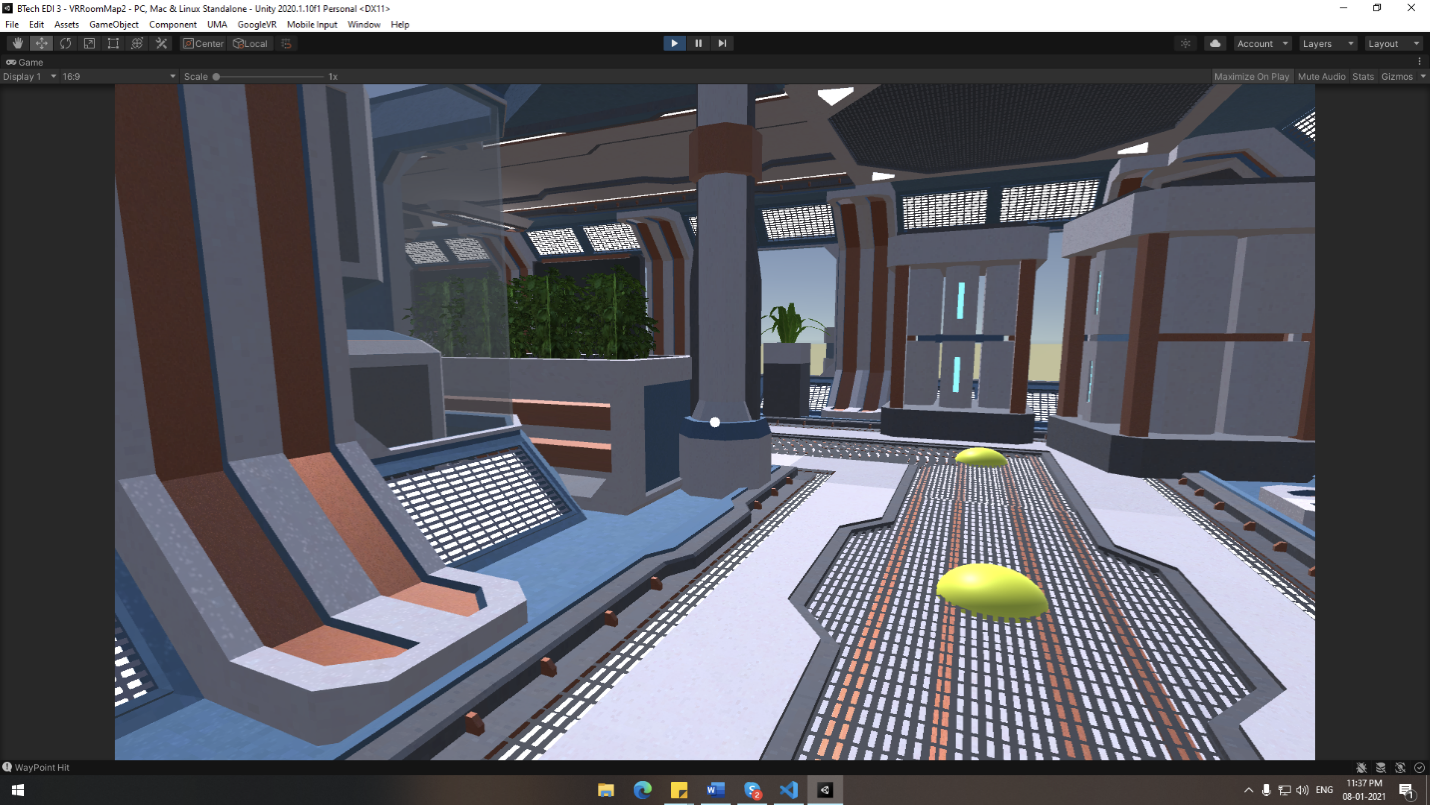 BTech EDI 3 - VRRoomMap2 - PC, Mac & Linux Standalone - Unity 2020.1.10f1 Personal <DX11>
File Edit Assets GameObject Component UMA GoogleVR Mobile Input Window Help
Center Local Account Layers Layout
Game
Display 1 16:9 Scale 1x Maximize On Play Mute Audio Stats Gizmos
WayPoint Hit
2
ENG 11:37 PM
08-01-2021 1